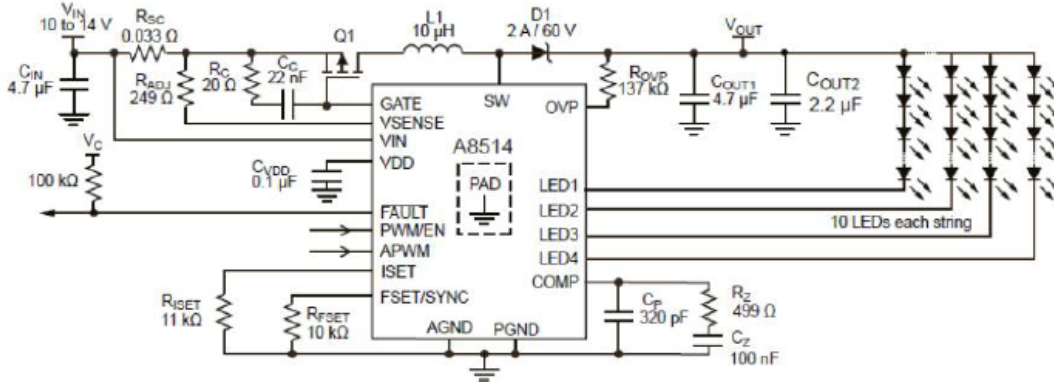 VIN
10 to 14 V
RSC
0.033 Ω
Q1
L1
10 µH
D1
2 A / 60 V
VOUT
CIN
4.7 µF
RADJ
249 Ω
RC
20 Ω
CC
22 nF
ROVP
137 kΩ
COUT1
4.7 µF
COUT2
2.2 µF
GATE
SW
OVP
VSENSE
VIN
VC
A8514
VDD
CVDD
0.1 µF
PAD
100 kΩ
LED1
FAULT
LED2
10 LEDs each string
PWM/EN
LED3
APWM
LED4
ISET
COMP
FSET/SYNC
RISET
11 kΩ
RFSET
10 kΩ
AGND
PGND
CP
320 pF
RZ
499 Ω
CZ
100 nF